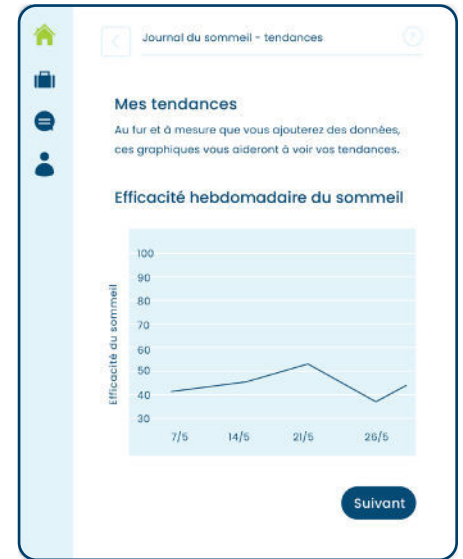 Journal du sommeil - tendances
?
Mes tendances
Au fur et à mesure que vous ajouterez des données,
ces graphiques vous aideront à voir vos tendances.
Efficacité hebdomadaire du sommeil
Efficacité du sommeil
100
90
80
70
60
50
40
30
7/5 14/5 21/5 26/5
Suivant